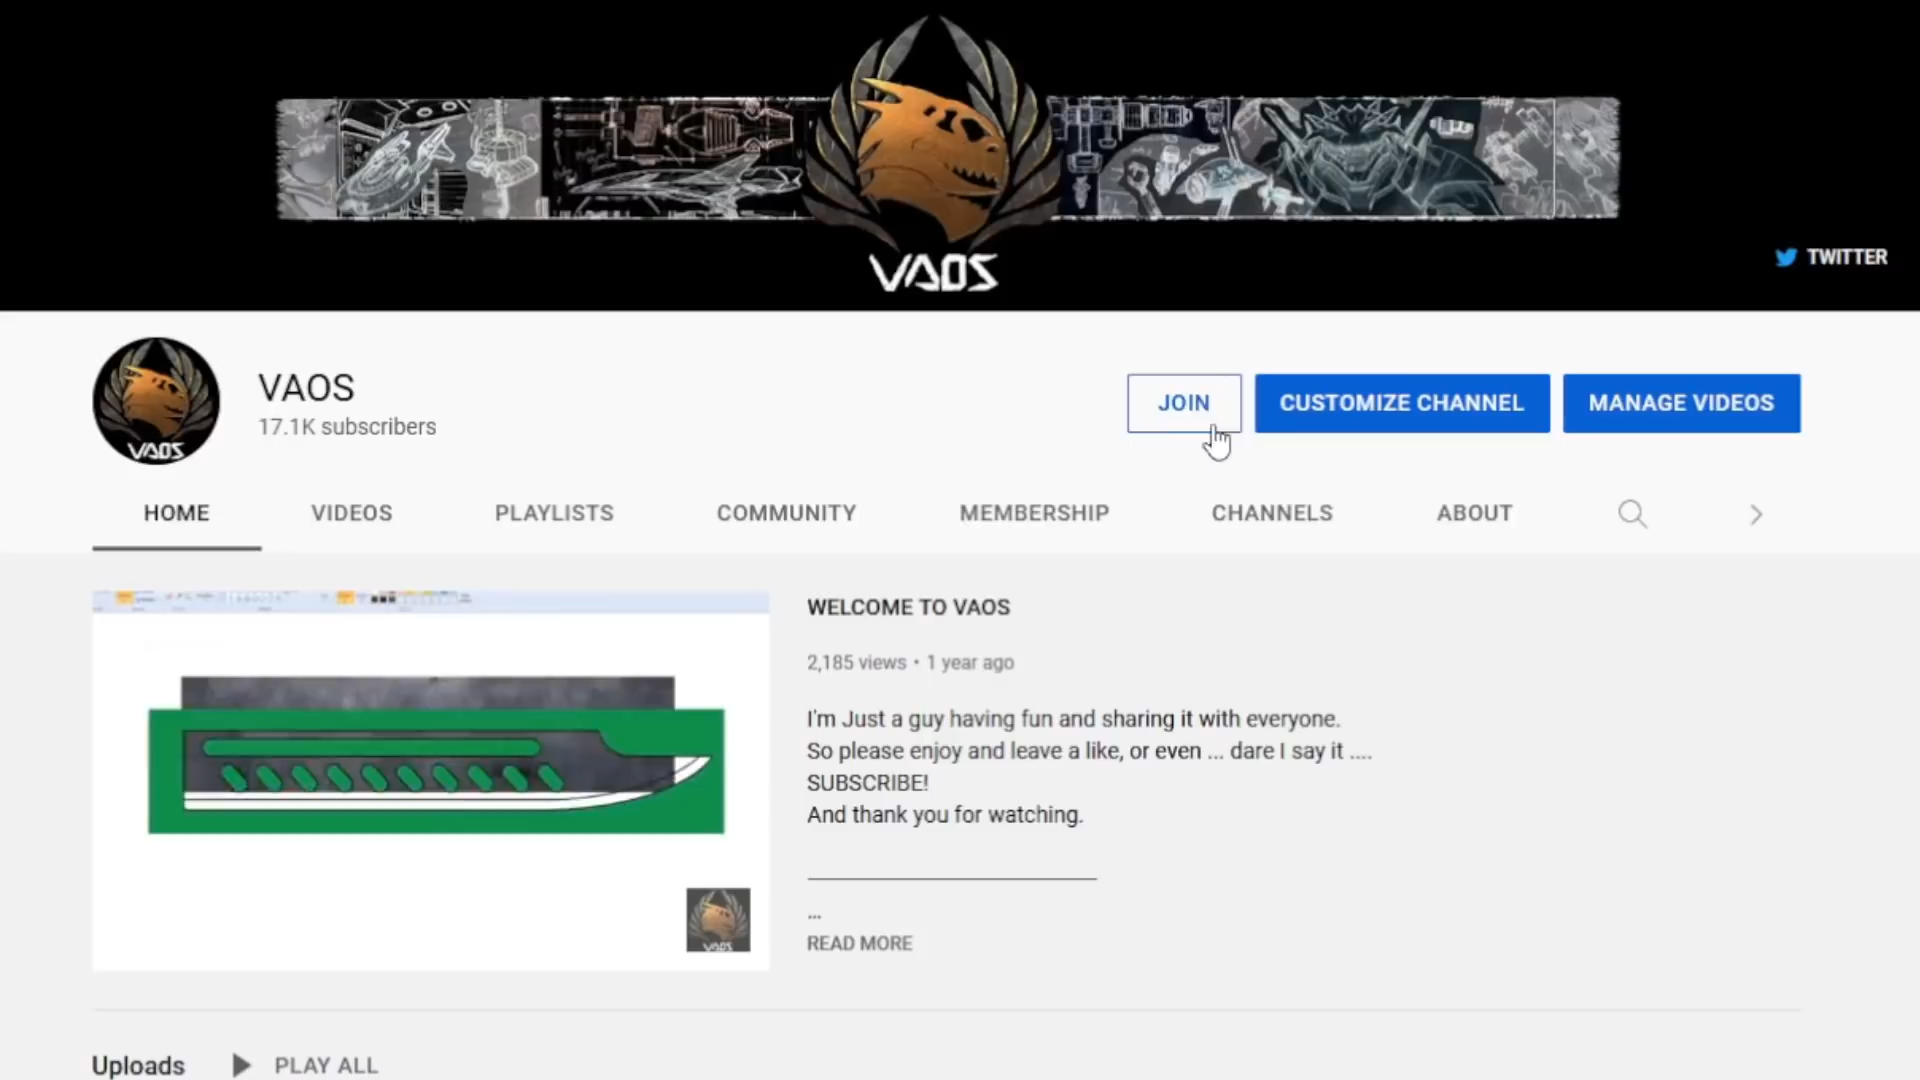 VAOS
TWITTER
VAOS
VAOS
17.1K subscribers
JOIN
CUSTOMIZE CHANNEL
MANAGE VIDEOS
HOME
VIDEOS
PLAYLISTS
COMMUNITY
MEMBERSHIP
CHANNELS
ABOUT
WELCOME TO VAOS
2,185 views • 1 year ago
I'm Just a guy having fun and sharing it with everyone.
So please enjoy and leave a like, or even ... dare I say it ....
SUBSCRIBE!
And thank you for watching.
...
READ MORE
VAOS
Uploads
PLAY ALL